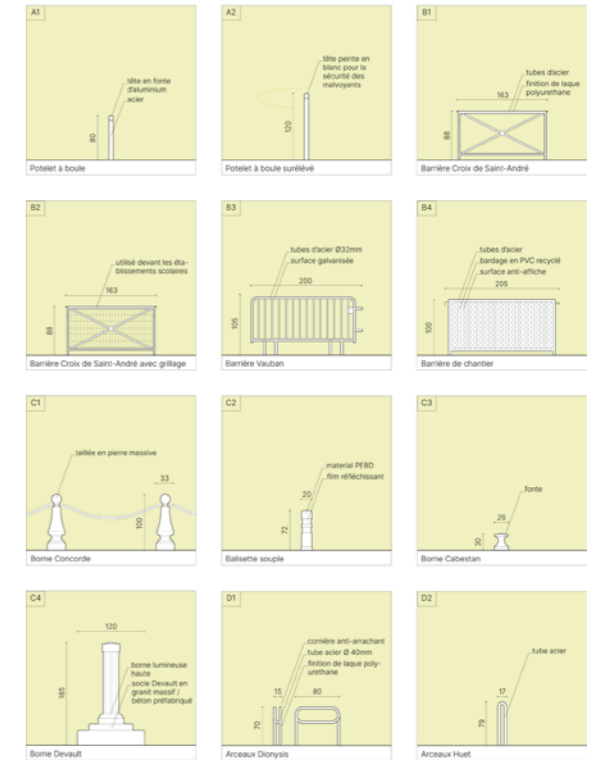 A1
tête en fonte
d'aluminium
acier
80
Potelet à boule
A2
tête peinte en
blanc pour la
sécurité des
malvoyants
120
Potelet à boule surélévé
B1
tubes d'acier
finition de laque
polyurethane
163
88
Barrière Croix de Saint-André
B2
utilisé devant les éta-
blissements scolaires
163
88
Barrière Croix de Saint-André avec grillage
B3
tubes d'acier Ø32mm
surface galvanisée
200
105
Barrière Vauban
B4
tubes d'acier
bardage en PVC recyclé
surface anti-affiche
205
100
Barrière de chantier
C1
taillée en pierre massive
33
100
Borne Concorde
C2
material PEBD
film réfléchissant
20
72
Balisette souple
C3
fonte
26
30
Borne Cabestan
C4
120
borne lumineuse
haute
socle Devault en
granit massif /
béton préfabriqué
185
Borne Devault
D1
cornière anti-arrachant
tube acier Ø 40mm
finition de laque poly-
urethane
15
80
70
Arceaux Dionysis
D2
tube acier
17
79
Arceaux Huet